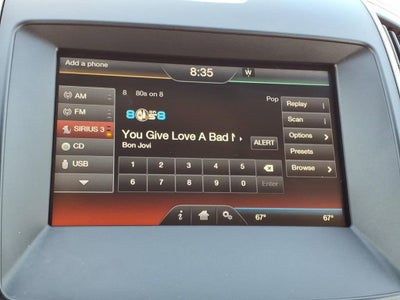 Add a phone
8:35
W
AM
FM
SIRIUS 3
CD
USB
8 80s on 8
Pop
You Give Love A Bad N
Bon Jovi
ALERT
1 2 3 4 5
6 7 8 9 0 Enter
Replay
Scan
Options
Presets
Browse
67° 67°